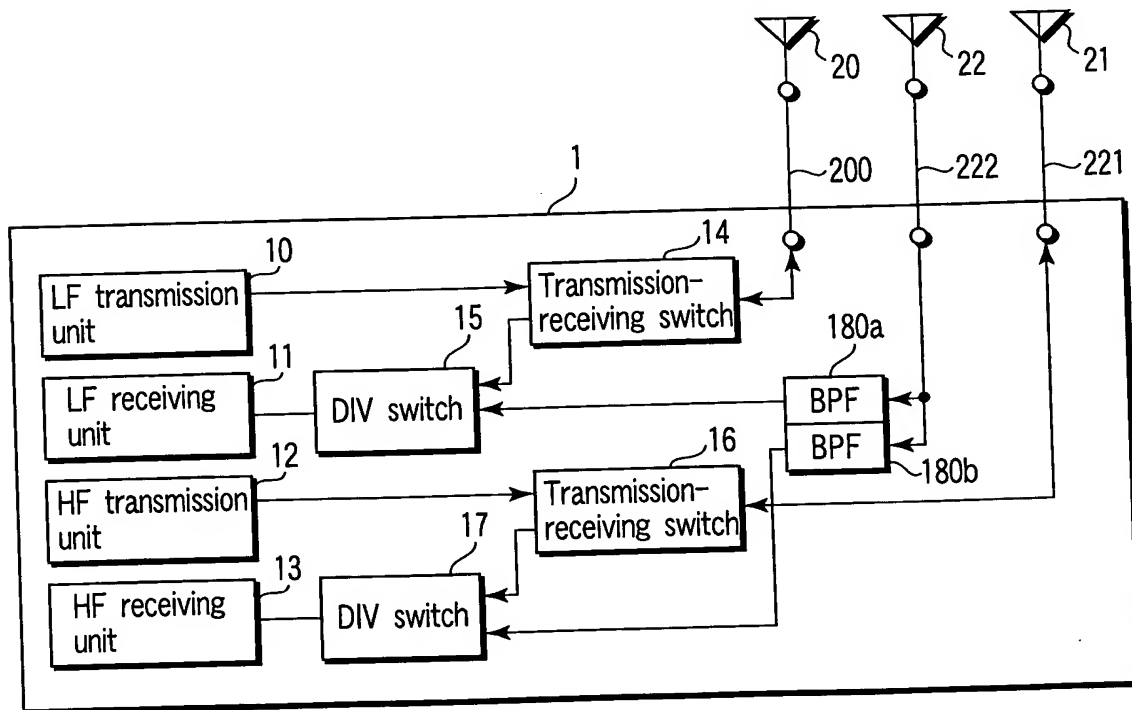 20
22
21
200
222
221
1
10
LF transmission
unit
14
Transmission-
receiving switch
15
DIV switch
11
LF receiving
unit
180a
BPF
BPF
180b
12
HF transmission
unit
16
Transmission-
receiving switch
17
DIV switch
13
HF receiving
unit